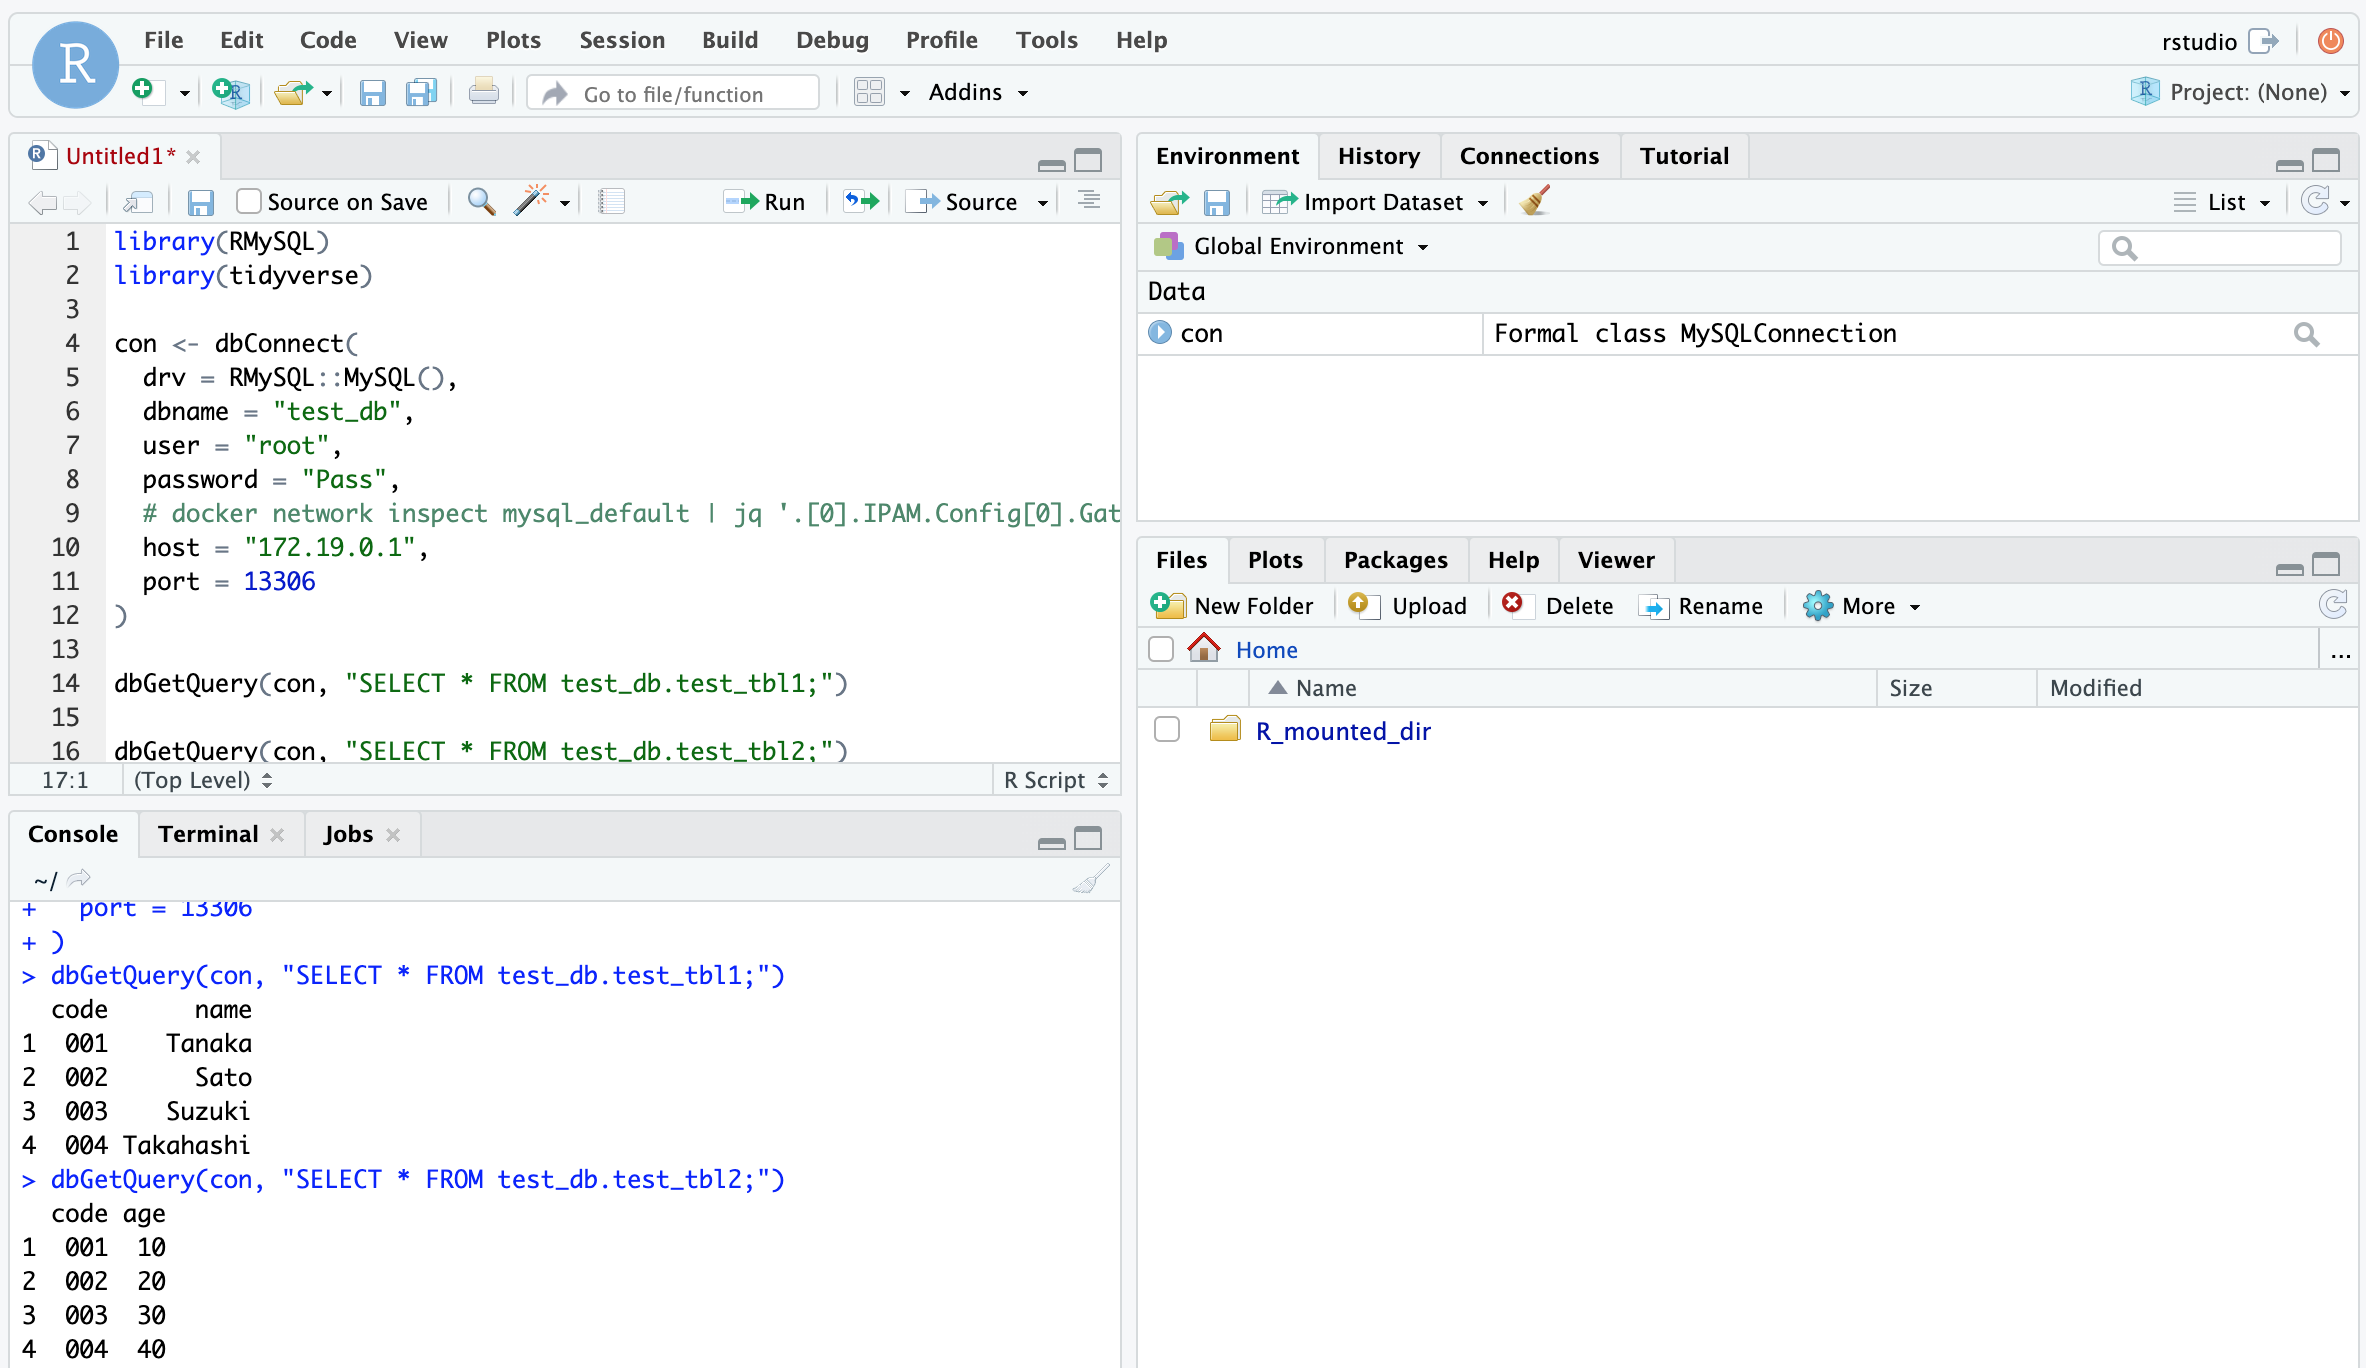 R File Edit Code View Plots Session Build Debug Profile Tools Help rstudio
Go to file/function Addins R Project: (None)
R Untitled1*
Source on Save Run Source
1 library(RMySQL)
2 library(tidyverse)
3
4 con <- dbConnect(
5   drv = RMySQL::MySQL(),
6   dbname = "test_db",
7   user = "root",
8   password = "Pass",
9   # docker network inspect mysql_default | jq '.[0].IPAM.Config[0].Gat
10   host = "172.19.0.1",
11   port = 13306
12 )
13
14 dbGetQuery(con, "SELECT * FROM test_db.test_tbl1;")
15
16 dbGetQuery(con, "SELECT * FROM test_db.test_tbl2;")
17:1 (Top Level) R Script
Console Terminal Jobs
~/
+   port = 13306
+ )
> dbGetQuery(con, "SELECT * FROM test_db.test_tbl1;")
  code      name
1  001    Tanaka
2  002      Sato
3  003    Suzuki
4  004 Takahashi
> dbGetQuery(con, "SELECT * FROM test_db.test_tbl2;")
  code age
1  001  10
2  002  20
3  003  30
4  004  40
Environment History Connections Tutorial
Import Dataset List
Global Environment
Data
con Formal class MySQLConnection
Files Plots Packages Help Viewer
New Folder Upload Delete Rename More
Home ...
Name Size Modified
R_mounted_dir